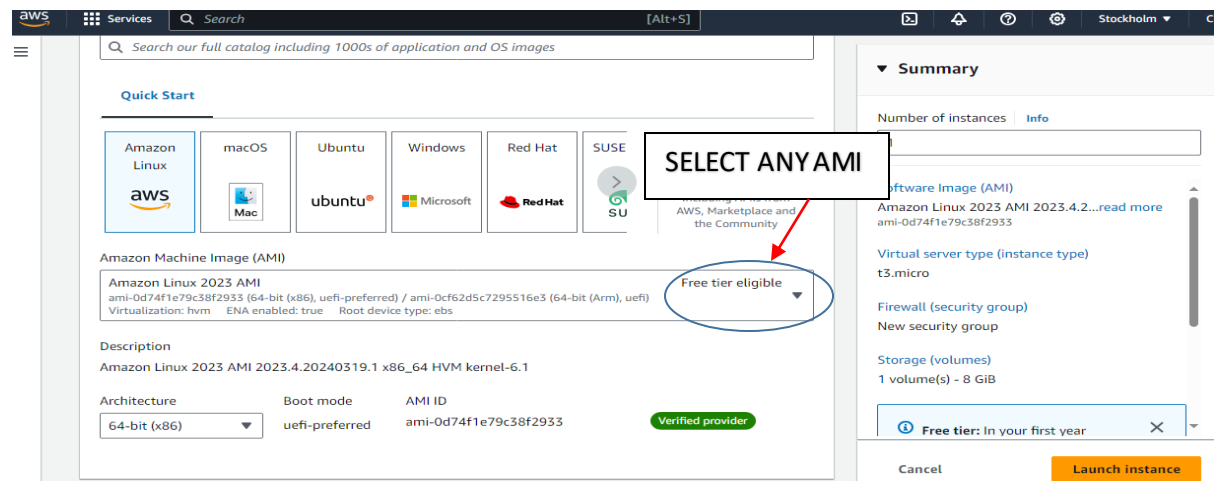 aws
Services
Search
[Alt+S]
Stockholm
C
Search our full catalog including 1000s of application and OS images
Quick Start
Amazon
Linux
aws
macOS
Mac
Ubuntu
ubuntu®
Windows
Microsoft
Red Hat
Red Hat
SUSE
SU
SELECT ANY AMI
AWS, Marketplace and
the Community
Amazon Machine Image (AMI)
Amazon Linux 2023 AMI
Free tier eligible
ami-0d74f1e79c38f2933 (64-bit (x86), uefi-preferred) / ami-0cf62d5c7295516e3 (64-bit (Arm), uefi)
Virtualization: hvm ENA enabled: true Root device type: ebs
Description
Amazon Linux 2023 AMI 2023.4.20240319.1 x86_64 HVM kernel-6.1
Architecture
64-bit (x86)
Boot mode
uefi-preferred
AMI ID
ami-0d74f1e79c38f2933
Verified provider
Summary
Number of instances
Info
Software Image (AMI)
Amazon Linux 2023 AMI 2023.4.2...read more
ami-0d74f1e79c38f2933
Virtual server type (instance type)
t3.micro
Firewall (security group)
New security group
Storage (volumes)
1 volume(s) - 8 GiB
Free tier: In your first year
Cancel
Launch instance